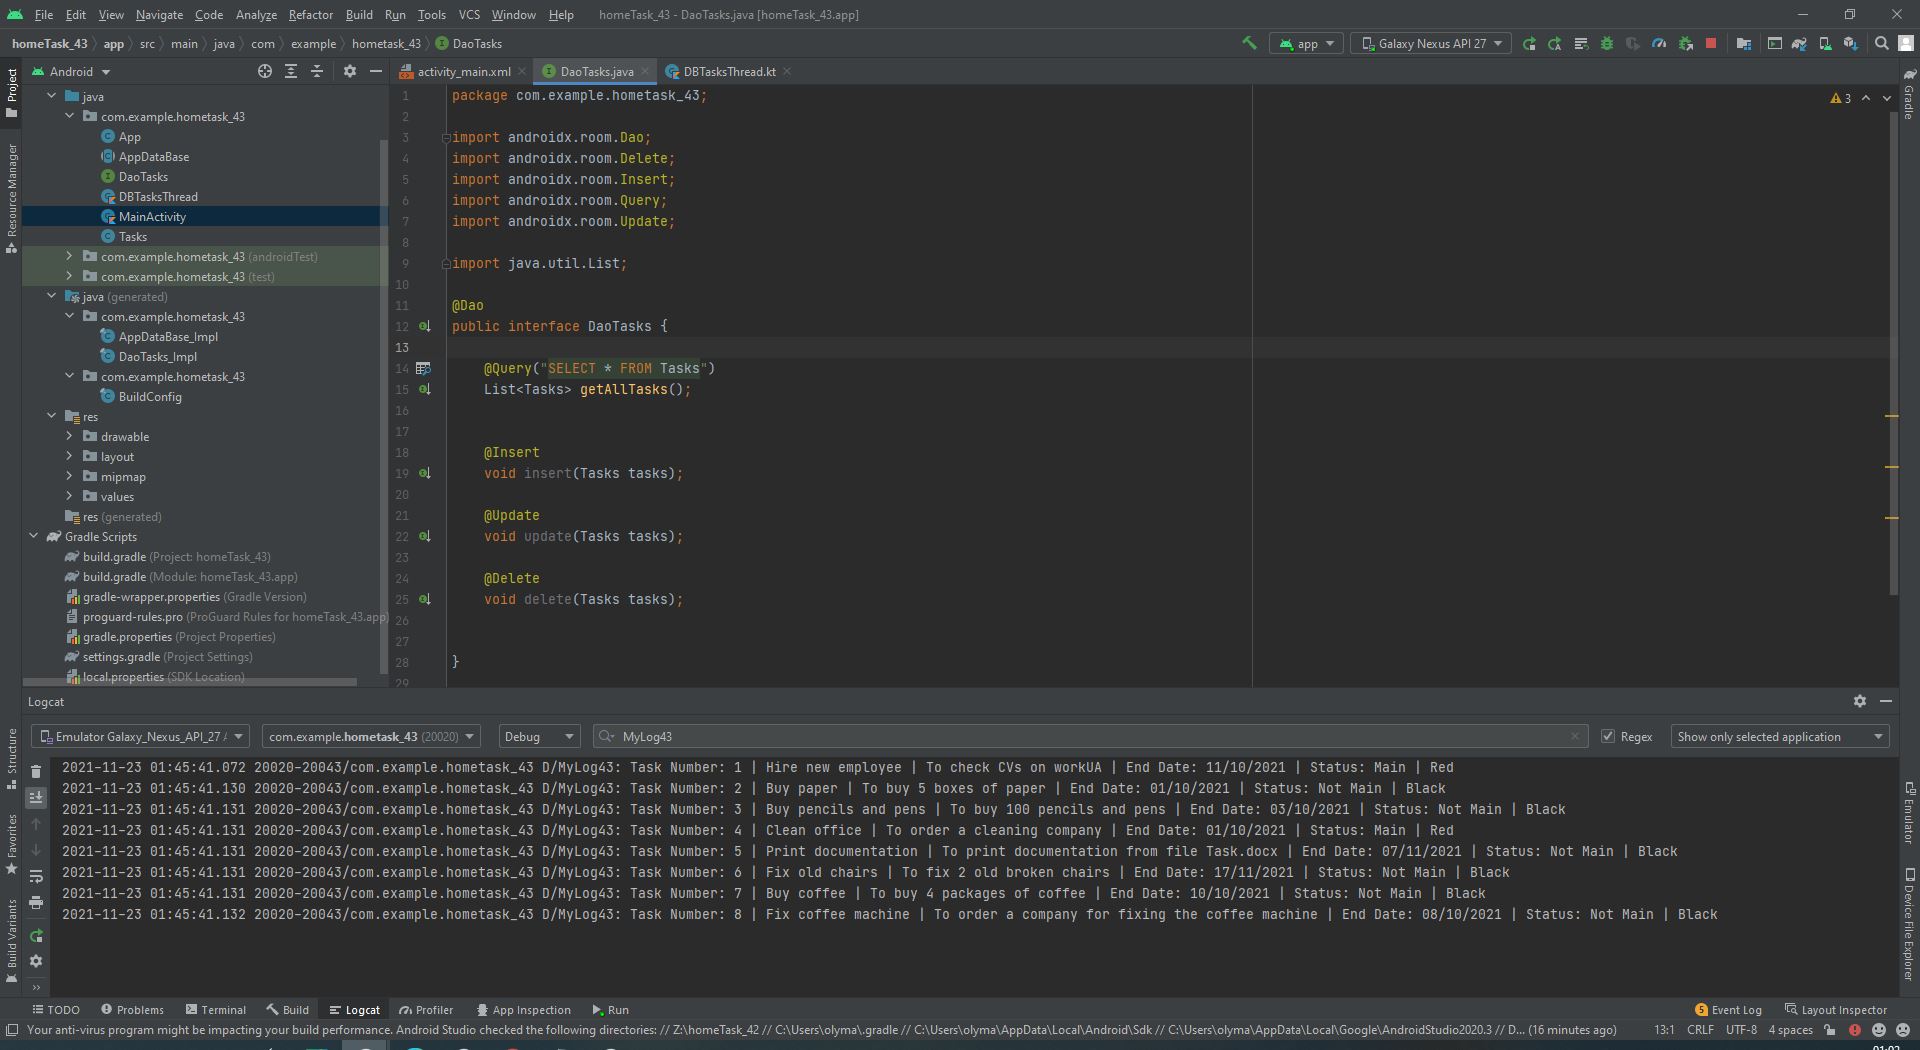 File Edit View Navigate Code Analyze Refactor Build Run Tools VCS Window Help homeTask_43 - DaoTasks.java [homeTask_43.app]
homeTask_43 app src main java com example hometask_43 DaoTasks app Galaxy Nexus API 27
Project
Resource Manager
Structure
Favorites
Build Variants
Android
java
com.example.hometask_43
App
AppDataBase
DaoTasks
DBTasksThread
MainActivity
Tasks
com.example.hometask_43 (androidTest)
com.example.hometask_43 (test)
java (generated)
com.example.hometask_43
AppDataBase_Impl
DaoTasks_Impl
com.example.hometask_43
BuildConfig
res
drawable
layout
mipmap
values
res (generated)
Gradle Scripts
build.gradle (Project: homeTask_43)
build.gradle (Module: homeTask_43.app)
gradle-wrapper.properties (Gradle Version)
proguard-rules.pro (ProGuard Rules for homeTask_43.app)
gradle.properties (Project Properties)
settings.gradle (Project Settings)
local.properties (SDK Location)
activity_main.xml DaoTasks.java DBTasksThread.kt
3
1 package com.example.hometask_43;
2
3 import androidx.room.Dao;
4 import androidx.room.Delete;
5 import androidx.room.Insert;
6 import androidx.room.Query;
7 import androidx.room.Update;
8
9 import java.util.List;
10
11 @Dao
12 public interface DaoTasks {
13
14 @Query("SELECT * FROM Tasks")
15 List<Tasks> getAllTasks();
16
17
18 @Insert
19 void insert(Tasks tasks);
20
21 @Update
22 void update(Tasks tasks);
23
24 @Delete
25 void delete(Tasks tasks);
26
27
28 }
29
Gradle
Emulator
Device File Explorer
Logcat
Emulator Galaxy_Nexus_API_27 com.example.hometask_43 (20020) Debug MyLog43 Regex Show only selected application
2021-11-23 01:45:41.072 20020-20043/com.example.hometask_43 D/MyLog43: Task Number: 1 | Hire new employee | To check CVs on workUA | End Date: 11/10/2021 | Status: Main | Red
2021-11-23 01:45:41.130 20020-20043/com.example.hometask_43 D/MyLog43: Task Number: 2 | Buy paper | To buy 5 boxes of paper | End Date: 01/10/2021 | Status: Not Main | Black
2021-11-23 01:45:41.131 20020-20043/com.example.hometask_43 D/MyLog43: Task Number: 3 | Buy pencils and pens | To buy 100 pencils and pens | End Date: 03/10/2021 | Status: Not Main | Black
2021-11-23 01:45:41.131 20020-20043/com.example.hometask_43 D/MyLog43: Task Number: 4 | Clean office | To order a cleaning company | End Date: 01/10/2021 | Status: Main | Red
2021-11-23 01:45:41.131 20020-20043/com.example.hometask_43 D/MyLog43: Task Number: 5 | Print documentation | To print documentation from file Task.docx | End Date: 07/11/2021 | Status: Not Main | Black
2021-11-23 01:45:41.131 20020-20043/com.example.hometask_43 D/MyLog43: Task Number: 6 | Fix old chairs | To fix 2 old broken chairs | End Date: 17/11/2021 | Status: Not Main | Black
2021-11-23 01:45:41.131 20020-20043/com.example.hometask_43 D/MyLog43: Task Number: 7 | Buy coffee | To buy 4 packages of coffee | End Date: 10/10/2021 | Status: Not Main | Black
2021-11-23 01:45:41.132 20020-20043/com.example.hometask_43 D/MyLog43: Task Number: 8 | Fix coffee machine | To order a company for fixing the coffee machine | End Date: 08/10/2021 | Status: Not Main | Black
TODO Problems Terminal Build Logcat Profiler App Inspection Run 5 Event Log Layout Inspector
Your anti-virus program might be impacting your build performance. Android Studio checked the following directories: // Z:\homeTask_42 // C:\Users\olyma\.gradle // C:\Users\olyma\AppData\Local\Android\Sdk // C:\Users\olyma\AppData\Local\Google\AndroidStudio2020.3 // D... (16 minutes ago) 13:1 CRLF UTF-8 4 spaces